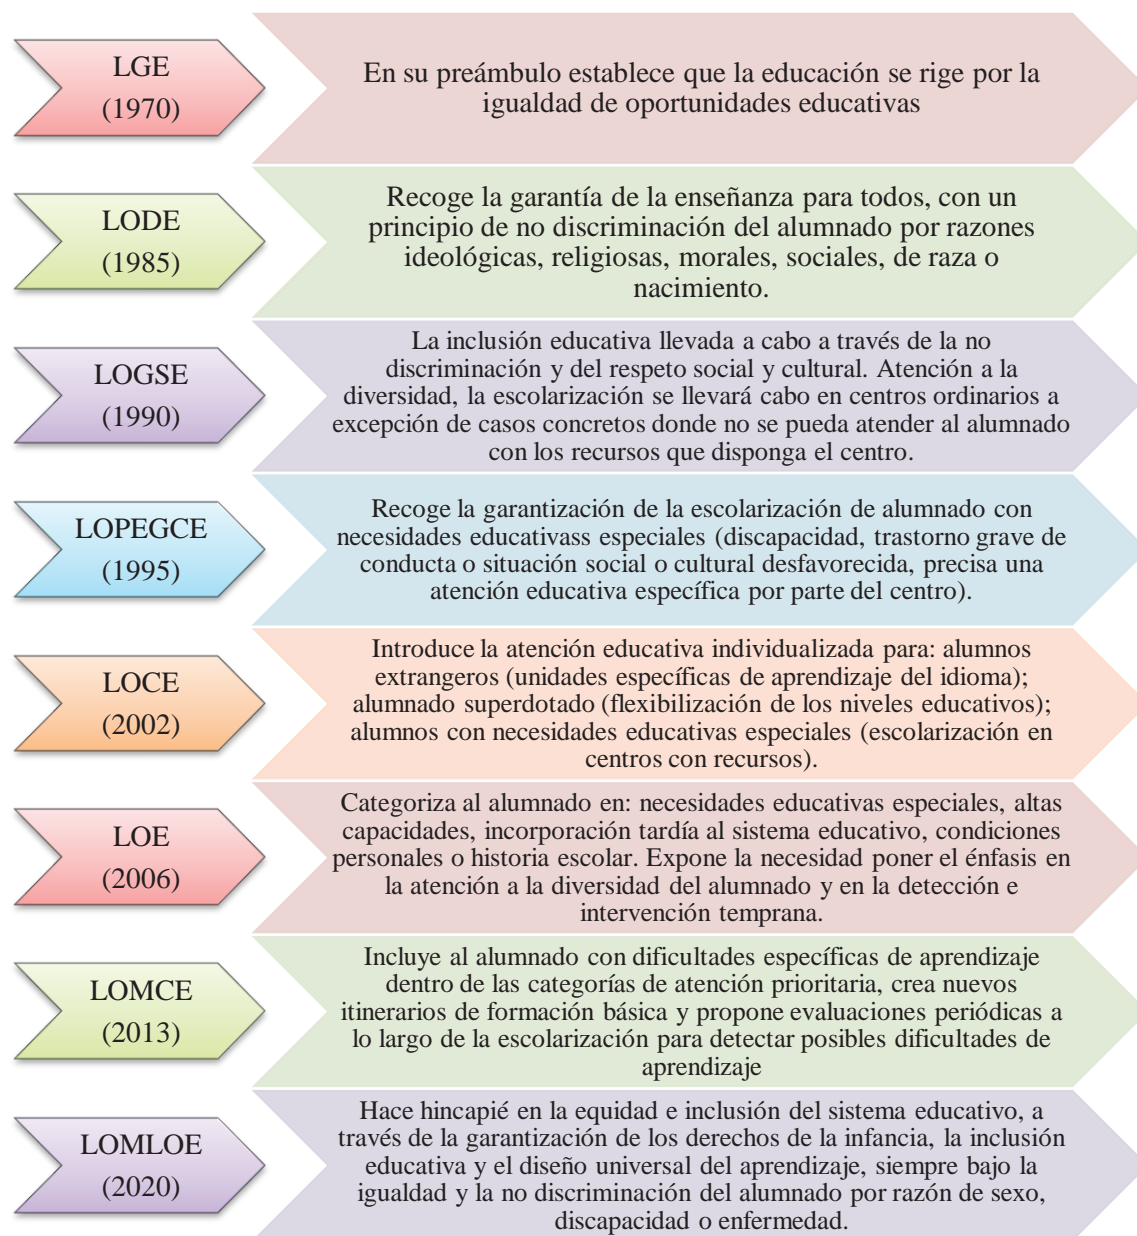 LGE
(1970)
En su preámbulo establece que la educación se rige por la
igualdad de oportunidades educativas
LODE
(1985)
Recoge la garantía de la enseñanza para todos, con un
principio de no discriminación del alumnado por razones
ideológicas, religiosas, morales, sociales, de raza o
nacimiento.
LOGSE
(1990)
La inclusión educativa llevada a cabo a través de la no
discriminación y del respeto social y cultural. Atención a la
diversidad, la escolarización se llevará cabo en centros ordinarios a
excepción de casos concretos donde no se pueda atender al alumnado
con los recursos que disponga el centro.
LOPEGCE
(1995)
Recoge la garantización de la escolarización de alumnado con
necesidades educativass especiales (discapacidad, trastorno grave de
conducta o situación social o cultural desfavorecida, precisa una
atención educativa específica por parte del centro).
LOCE
(2002)
Introduce la atención educativa individualizada para: alumnos
extrangeros (unidades específicas de aprendizaje del idioma);
alumnado superdotado (flexibilización de los niveles educativos);
alumnos con necesidades educativas especiales (escolarización en
centros con recursos).
LOE
(2006)
Categoriza al alumnado en: necesidades educativas especiales, altas
capacidades, incorporación tardía al sistema educativo, condiciones
personales o historia escolar. Expone la necesidad poner el énfasis en
la atención a la diversidad del alumnado y en la detección e
intervención temprana.
LOMCE
(2013)
Incluye al alumnado con dificultades específicas de aprendizaje
dentro de las categorías de atención prioritaria, crea nuevos
itinerarios de formación básica y propone evaluaciones periódicas a
lo largo de la escolarización para detectar posibles dificultades de
aprendizaje
LOMLOE
(2020)
Hace hincapié en la equidad e inclusión del sistema educativo, a
través de la garantización de los derechos de la infancia, la inclusión
educativa y el diseño universal del aprendizaje, siempre bajo la
igualdad y la no discriminación del alumnado por razón de sexo,
discapacidad o enfermedad.